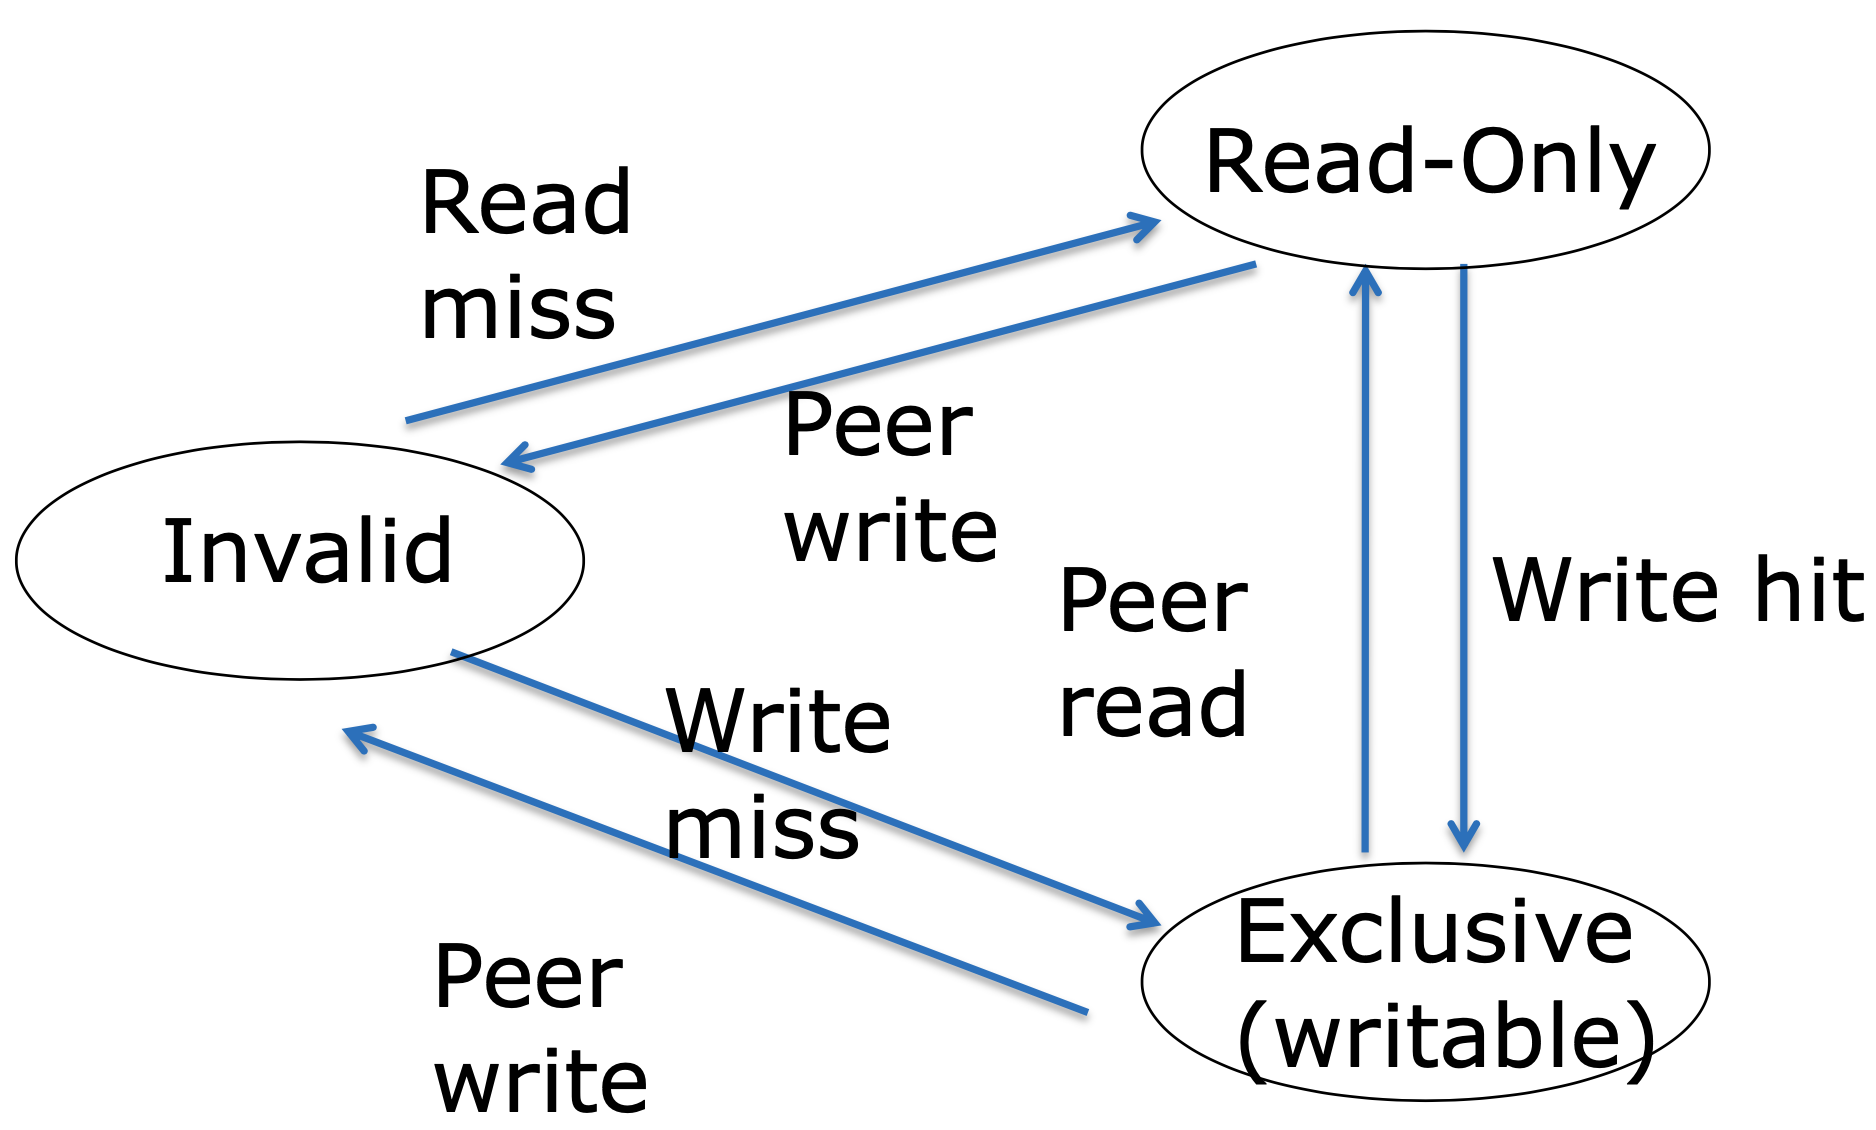 Read-Only
Read
miss
Peer
write
Invalid
Peer
read
Write hit
Write
miss
Exclusive
(writable)
Peer
write